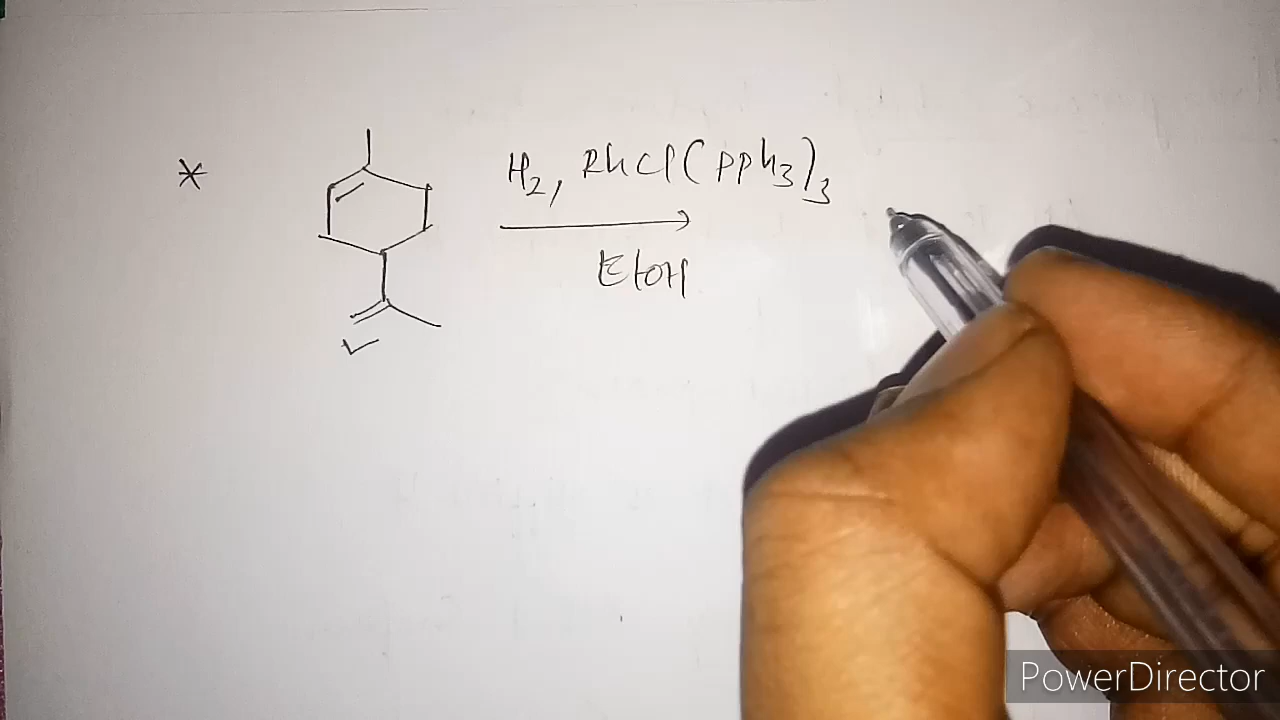 * H₂, RhCl(PPh₃)₃
EtOH
PowerDirector